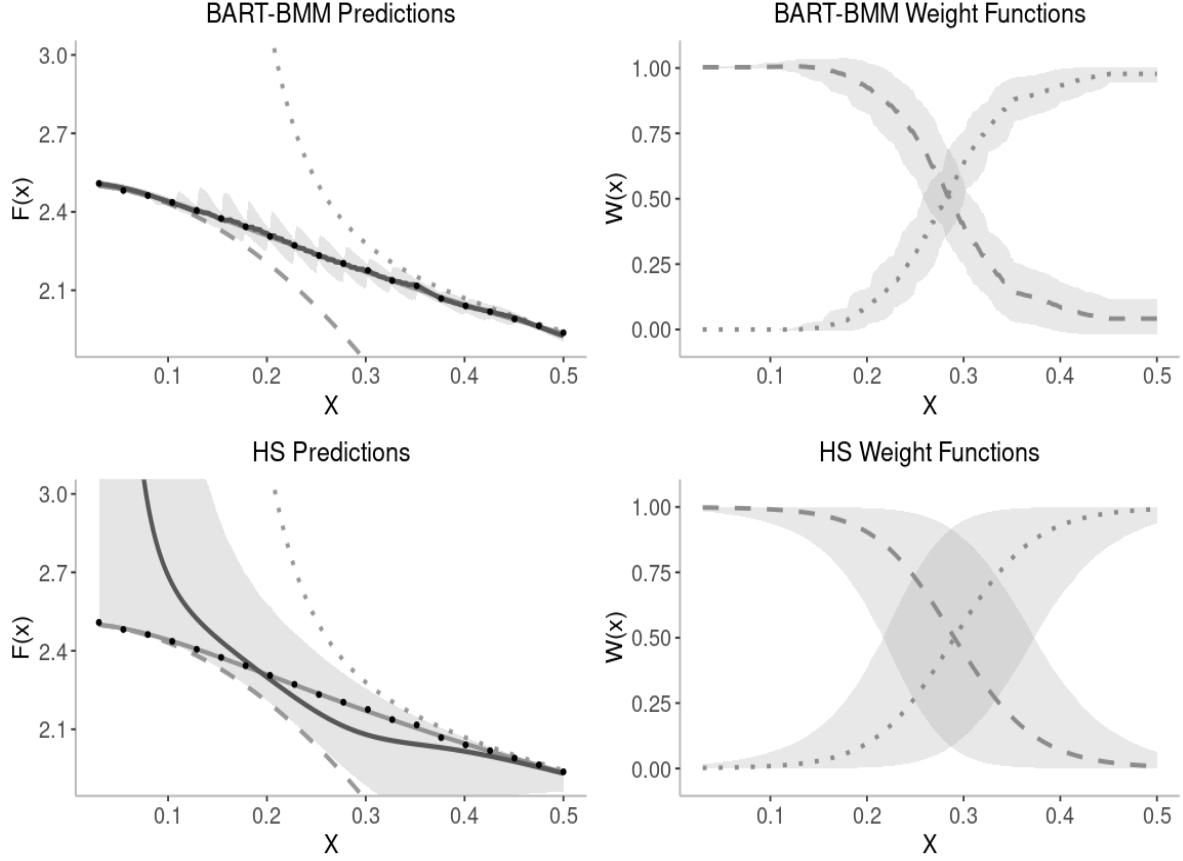 BART-BMM Predictions
F(x)
3.0
2.7
2.4
2.1
0.1 0.2 0.3 0.4 0.5
X
BART-BMM Weight Functions
W(x)
1.00
0.75
0.50
0.25
0.00
0.1 0.2 0.3 0.4 0.5
X
HS Predictions
F(x)
3.0
2.7
2.4
2.1
0.1 0.2 0.3 0.4 0.5
X
HS Weight Functions
W(x)
1.00
0.75
0.50
0.25
0.00
0.1 0.2 0.3 0.4 0.5
X